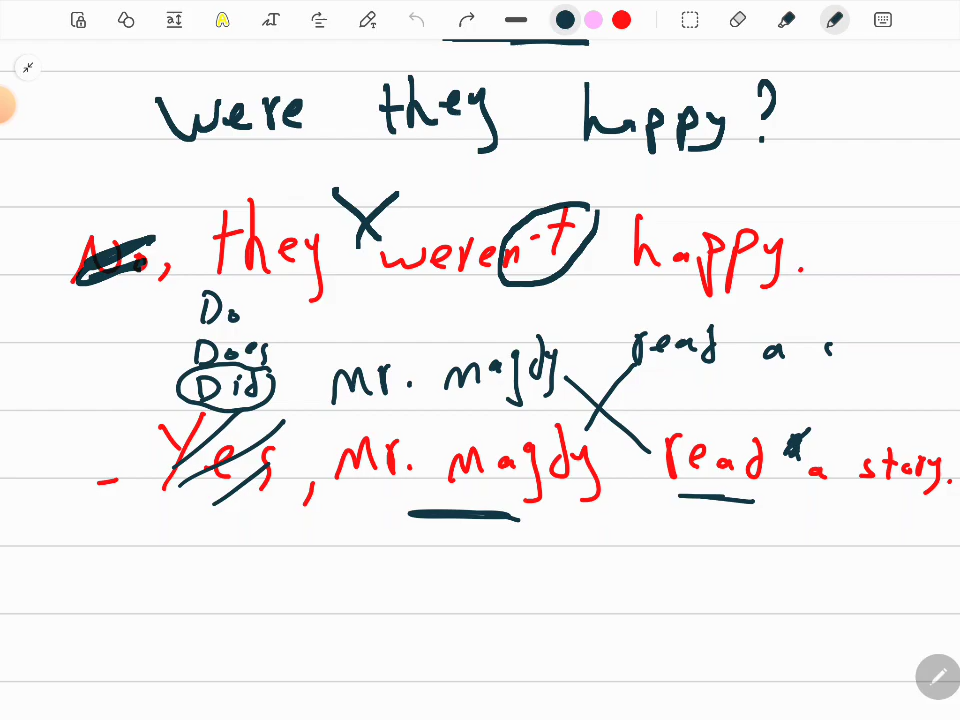 were they happy?
No, they weren't happy.
Do
Does
Did Mr. magdy read a
- Yes, Mr. magdy read a story.